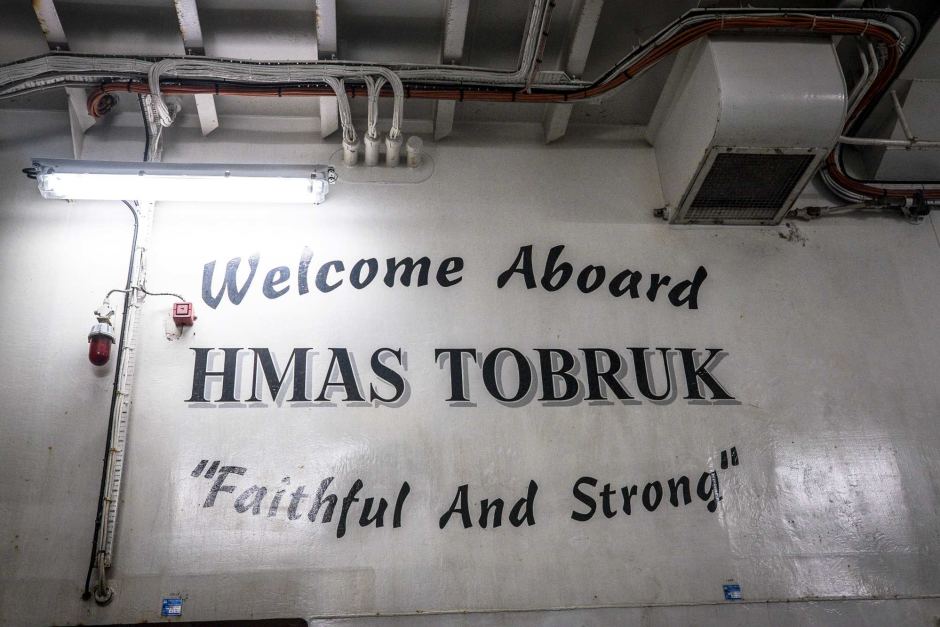 Welcome Aboard
HMAS TOBRUK
"Faithful And Strong"